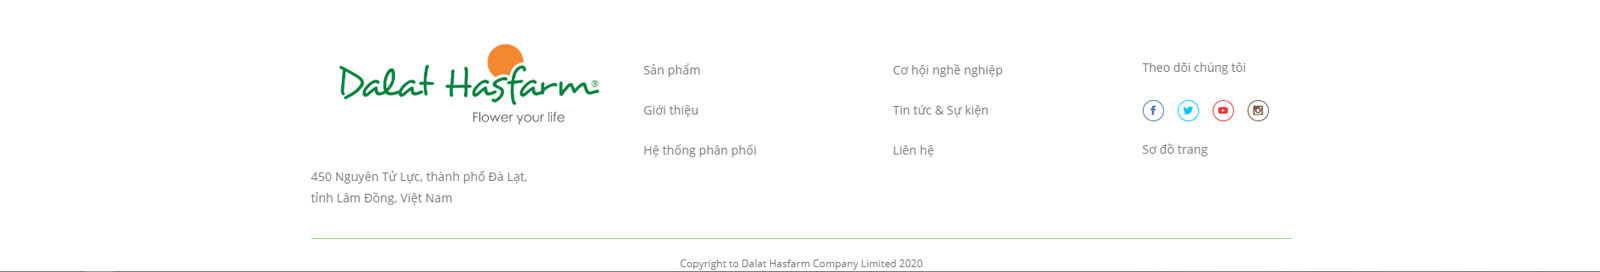 Dalat Hasfarm®
Flower your life
450 Nguyên Tử Lực, thành phố Đà Lạt,
tỉnh Lâm Đồng, Việt Nam
Sản phẩm
Giới thiệu
Hệ thống phân phối
Cơ hội nghề nghiệp
Tin tức & Sự kiện
Liên hệ
Theo dõi chúng tôi
Sơ đồ trang
Copyright to Dalat Hasfarm Company Limited 2020